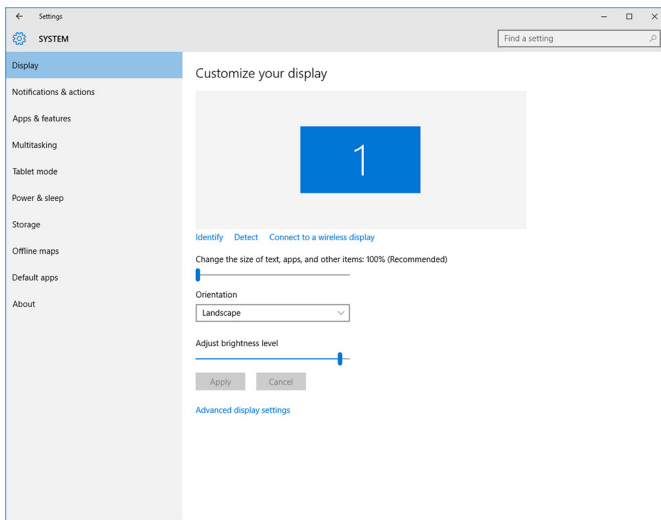 Settings
SYSTEM
Find a setting
Display
Notifications & actions
Apps & features
Multitasking
Tablet mode
Power & sleep
Storage
Offline maps
Default apps
About
Customize your display
1
Identify Detect Connect to a wireless display
Change the size of text, apps, and other items: 100% (Recommended)
Orientation
Landscape
Adjust brightness level
Apply Cancel
Advanced display settings